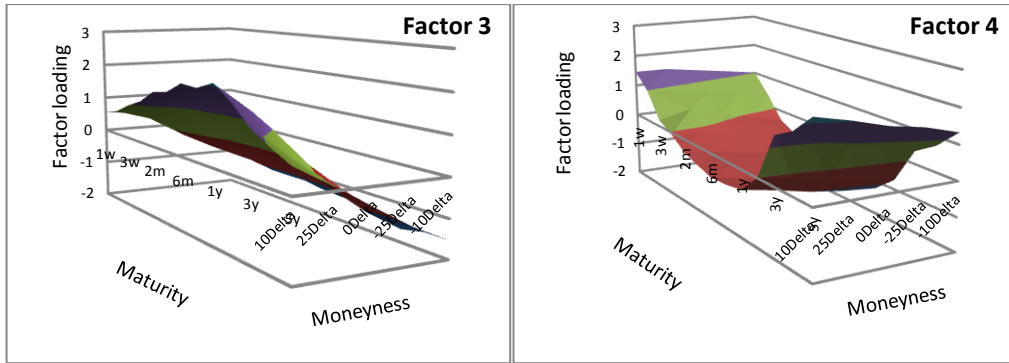 Factor 3
Factor loading
3
2
1
0
-1
-2
1w
3w
2m
6m
1y
3y
10Delta
25Delta
0Delta
-25Delta
-10Delta
Maturity
Moneyness
Factor 4
Factor loading
3
2
1
0
-1
-2
1w
3w
2m
6m
1y
3y
10Delta
25Delta
0Delta
-25Delta
-10Delta
Maturity
Moneyness